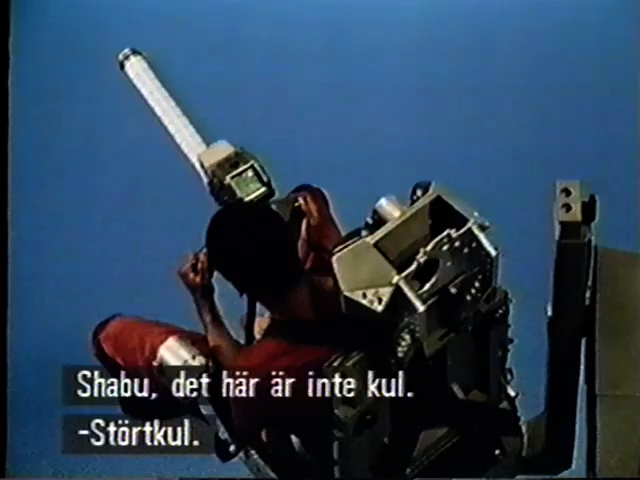 Shabu, det här är inte kul.
-Störtkul.